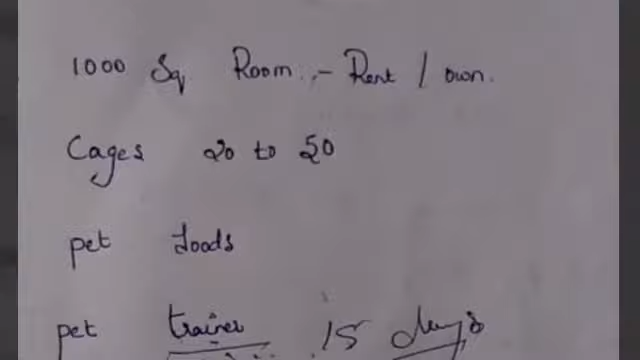 1000 Sq Room :- Rent / own.
Cages 20 to 50
pet foods
pet trainer 15 days